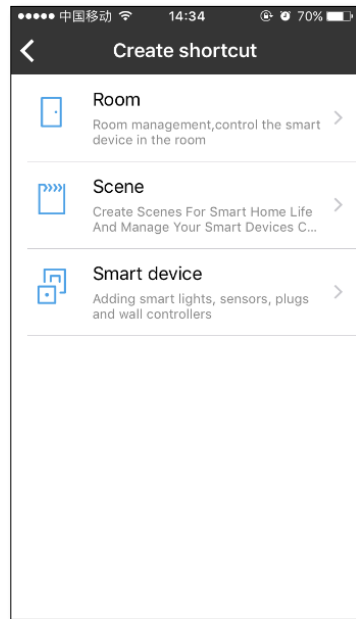 中国移动 14:34 70%
Create shortcut
Room
Room management,control the smart
device in the room
Scene
Create Scenes For Smart Home Life
And Manage Your Smart Devices C...
Smart device
Adding smart lights, sensors, plugs
and wall controllers